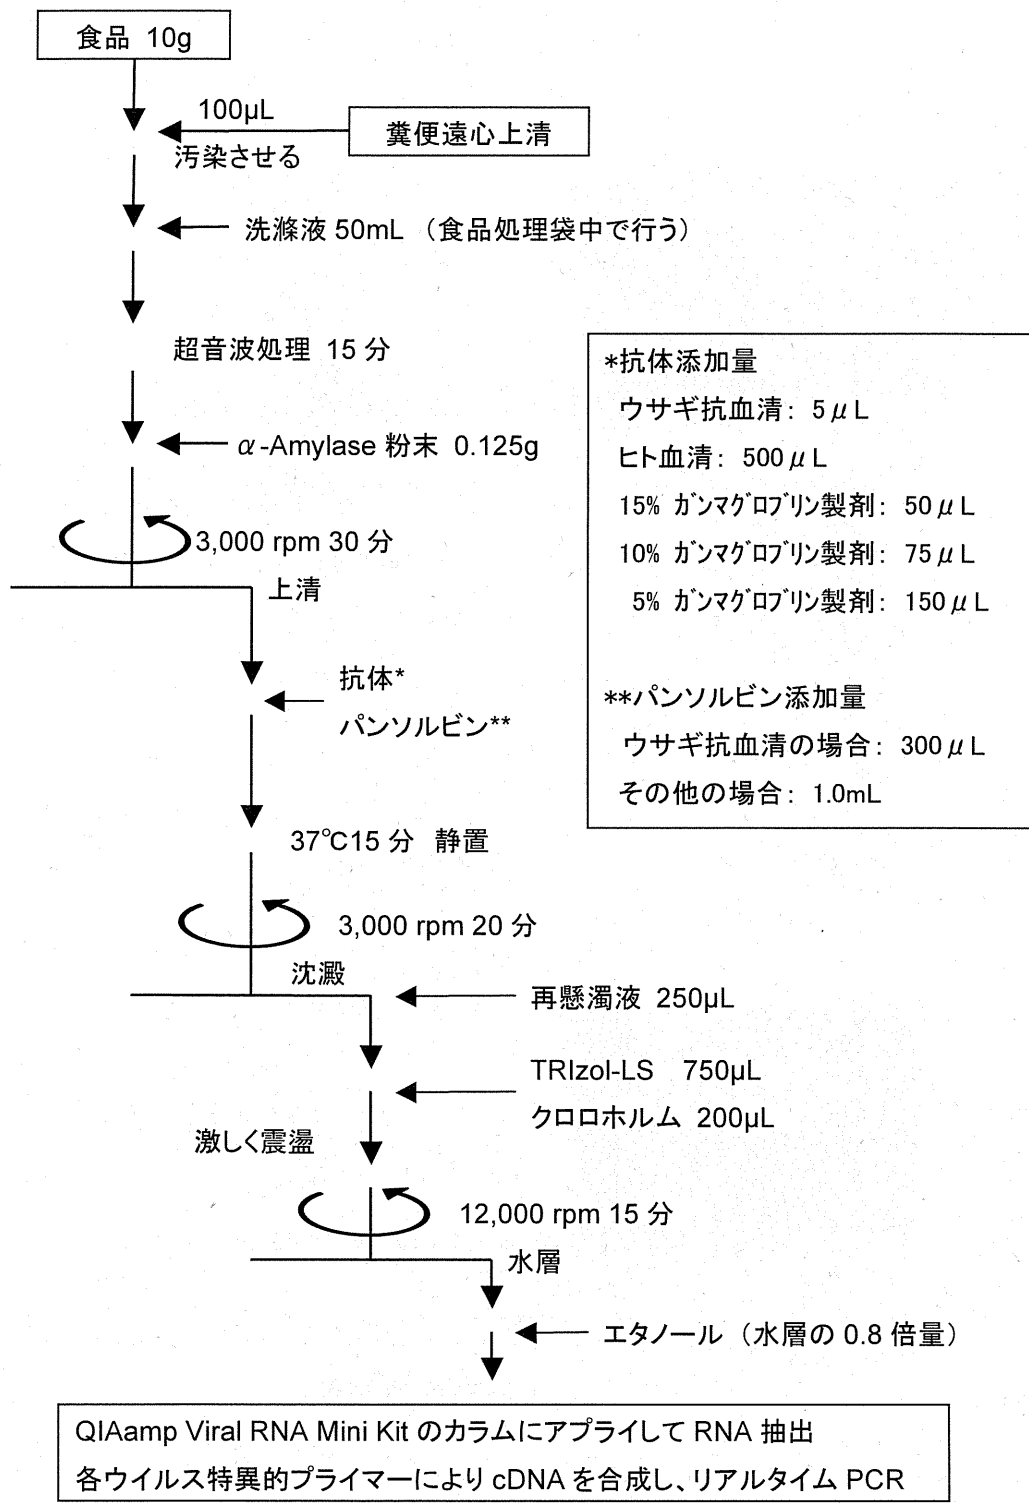 食品 10g
100μL
糞便遠心上清
汚染させる
洗滌液 50mL （食品処理袋中で行う）
超音波処理 15分
α-Amylase 粉末 0.125g
3,000 rpm 30 分
上清
抗体*
パンソルビン**
37℃15 分 静置
3,000 rpm 20 分
沈澱
再懸濁液 250μL
TRIzol-LS 750μL
クロロホルム 200μL
激しく震盪
12,000 rpm 15 分
水層
エタノール （水層の 0.8 倍量）
*抗体添加量
ウサギ抗血清： 5μL
ヒト血清： 500μL
15% ｶﾞﾝﾏｸﾞﾛﾌﾞﾘﾝ製剤： 50μL
10% ｶﾞﾝﾏｸﾞﾛﾌﾞﾘﾝ製剤： 75μL
5% ｶﾞﾝﾏｸﾞﾛﾌﾞﾘﾝ製剤： 150μL
**パンソルビン添加量
ウサギ抗血清の場合： 300μL
その他の場合： 1.0mL
QIAamp Viral RNA Mini Kit のカラムにアプライして RNA 抽出
各ウイルス特異的プライマーにより cDNA を合成し、リアルタイム PCR